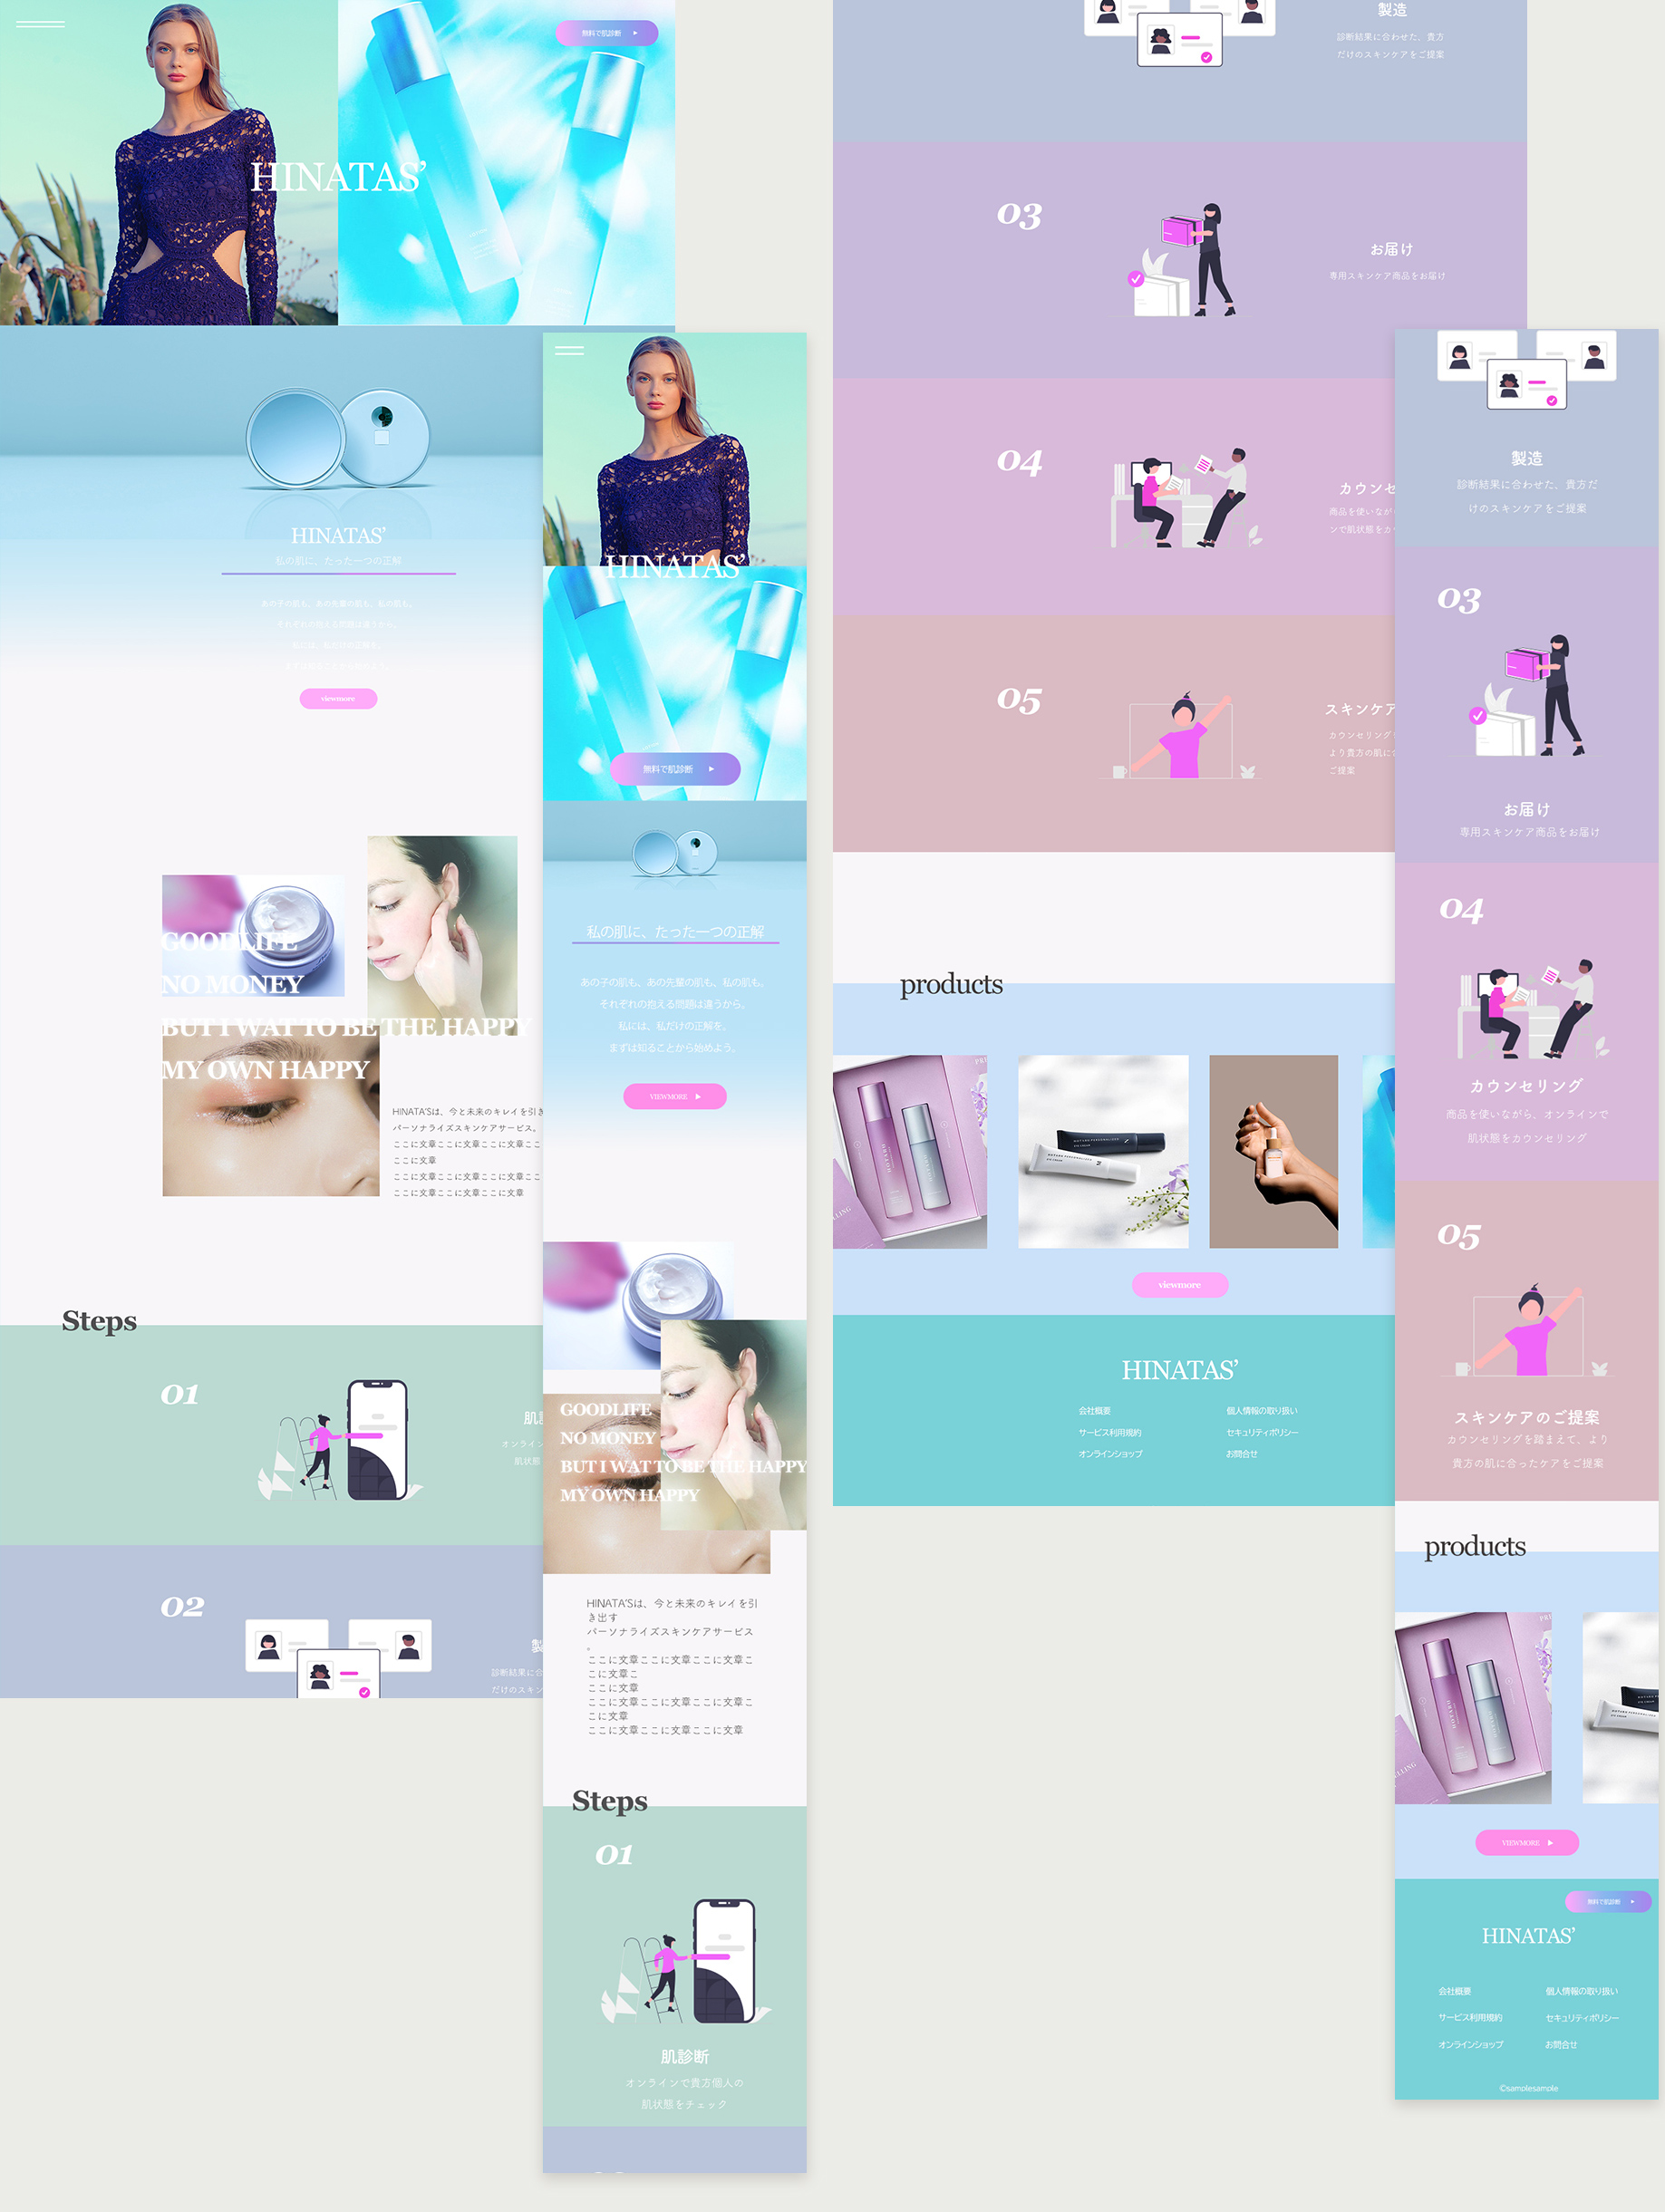 無料で肌診断
HINATAS’
HINATAS’
私の肌に、たった一つの正解
あの子の肌も、あの先輩の肌も、私の肌も。
それぞれの抱える問題は違うから。
私には、私だけの正解を。
まずは知ることから始めよう。
viewmore
GOODLIFE
NO MONEY
BUT I WAT TO BE THE HAPPY
MY OWN HAPPY
HINATA'Sは、今と未来のキレイを引き
パーソナライズスキンケアサービス。
ここに文章ここに文章ここに文章ここ
ここに文章
ここに文章ここに文章ここに文章ここ
ここに文章ここに文章ここに文章
Steps
01
肌
オンライン
肌状態
02
製
診断結果に合
だけのスキン
HINATAS’
無料で肌診断
私の肌に、たった一つの正解
あの子の肌も、あの先輩の肌も、私の肌も。
それぞれの抱える問題は違うから。
私には、私だけの正解を。
まずは知ることから始めよう。
VIEWMORE
GOODLIFE
NO MONEY
BUT I WAT TO BE THE HAPPY
MY OWN HAPPY
HINATA'Sは、今と未来のキレイを引
き出す
パーソナライズスキンケアサービス
。
ここに文章ここに文章ここに文章こ
こに文章こ
ここに文章
ここに文章ここに文章ここに文章こ
こに文章
ここに文章ここに文章ここに文章
Steps
01
肌診断
オンラインで貴方個人の
肌状態をチェック
製造
診断結果に合わせた、貴方
だけのスキンケアをご提案
03
お届け
専用スキンケア商品をお届け
04
カウンセ
商品を使いなが
ンで肌状態をカ
05
スキンケア
カウンセリング
より貴方の肌に
ご提案
products
viewmore
HINATAS’
会社概要
個人情報の取り扱い
サービス利用規約
セキュリティポリシー
オンラインショップ
お問合せ
製造
診断結果に合わせた、貴方だ
けのスキンケアをご提案
03
お届け
専用スキンケア商品をお届け
04
カウンセリング
商品を使いながら、オンラインで
肌状態をカウンセリング
05
スキンケアのご提案
カウンセリングを踏まえて、より
貴方の肌に合ったケアをご提案
products
VIEWMORE
無料で肌診断
HINATAS’
会社概要
個人情報の取り扱い
サービス利用規約
セキュリティポリシー
オンラインショップ
お問合せ
©samplesample